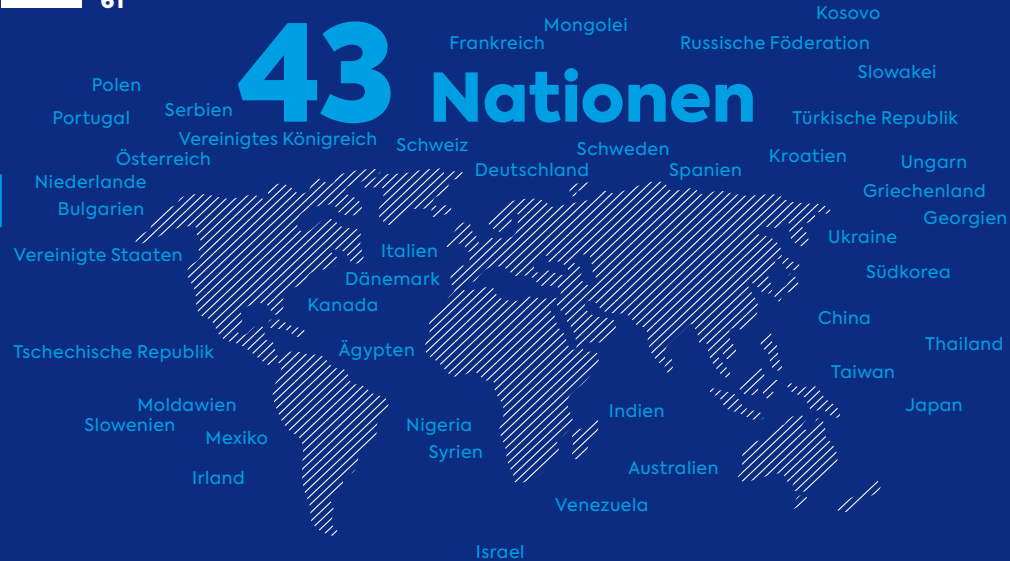 61
Kosovo
Mongolei
Frankreich
Russische Föderation
43 Nationen
Slowakei
Polen
Serbien
Portugal
Türkische Republik
Vereinigtes Königreich
Schweiz
Schweden
Österreich
Kroatien
Ungarn
Deutschland
Spanien
Niederlande
Griechenland
Bulgarien
Georgien
Ukraine
Italien
Vereinigte Staaten
Südkorea
Dänemark
Kanada
China
Thailand
Tschechische Republik
Ägypten
Taiwan
Moldawien
Japan
Indien
Slowenien
Nigeria
Mexiko
Syrien
Australien
Irland
Venezuela
Israel